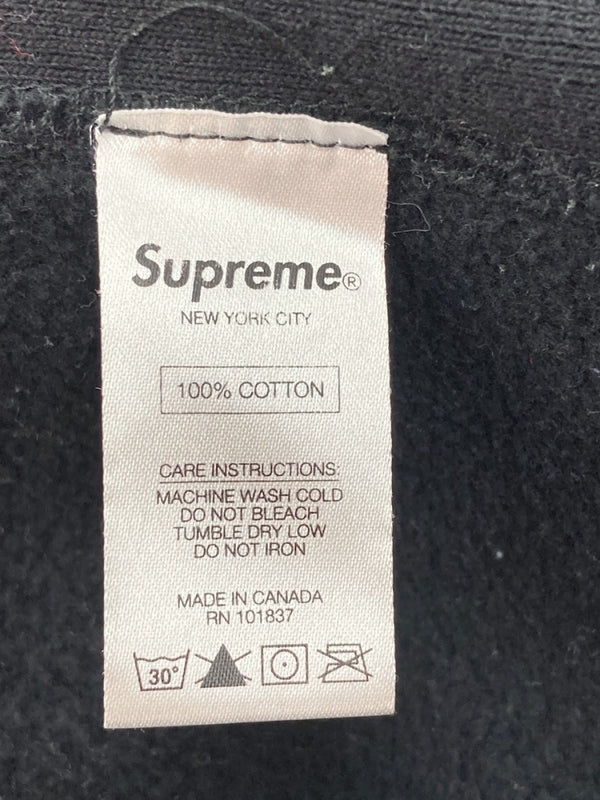 Supreme®
NEW YORK CITY
100% COTTON
CARE INSTRUCTIONS:
MACHINE WASH COLD
DO NOT BLEACH
TUMBLE DRY LOW
DO NOT IRON
MADE IN CANADA
RN 101837
30°